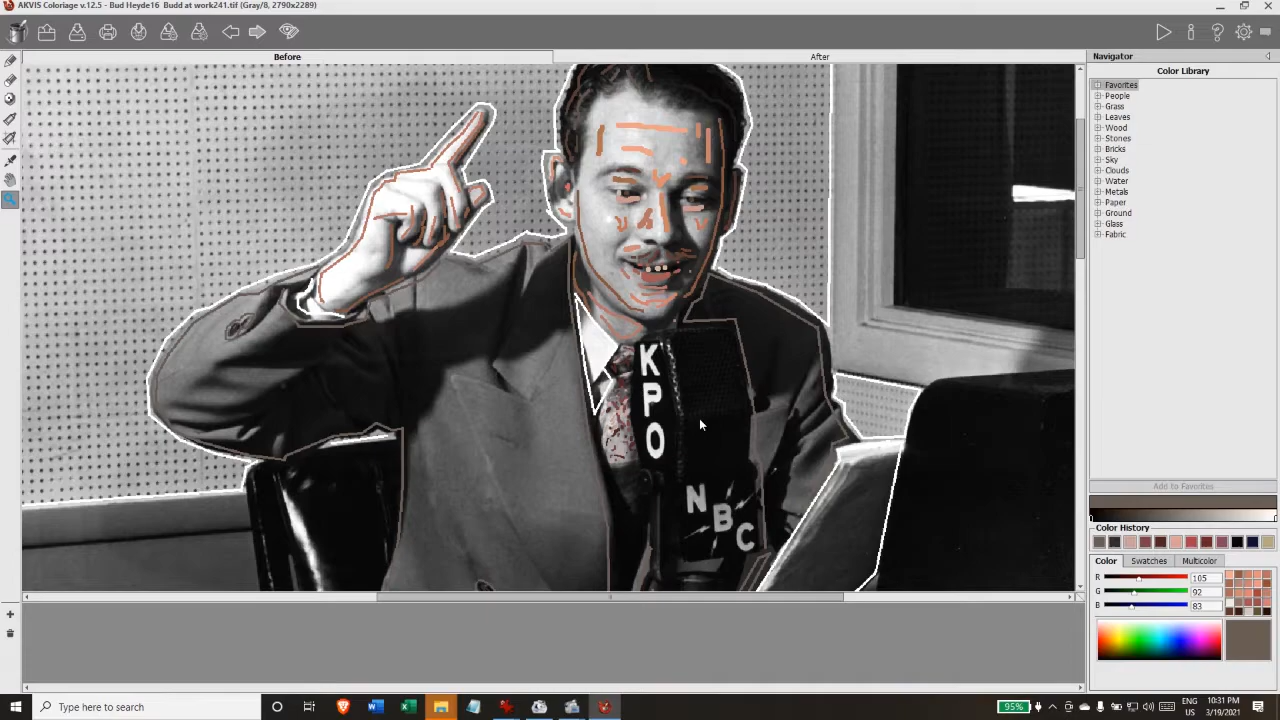 AKVIS Coloriage v.12.5 - Bud Heyde16 Budd at work241.tif (Gray/8, 2790x2289)
Before
After
Navigator
Color Library
Favorites
People
Grass
Leaves
Wood
Stones
Bricks
Sky
Clouds
Water
Metals
Paper
Ground
Glass
Fabric
KPO
NBC
Add to Favorites
Color History
Color Swatches Multicolor
R 105
G 92
B 83
Type here to search
95%
ENG
US
10:31 PM
3/19/2021